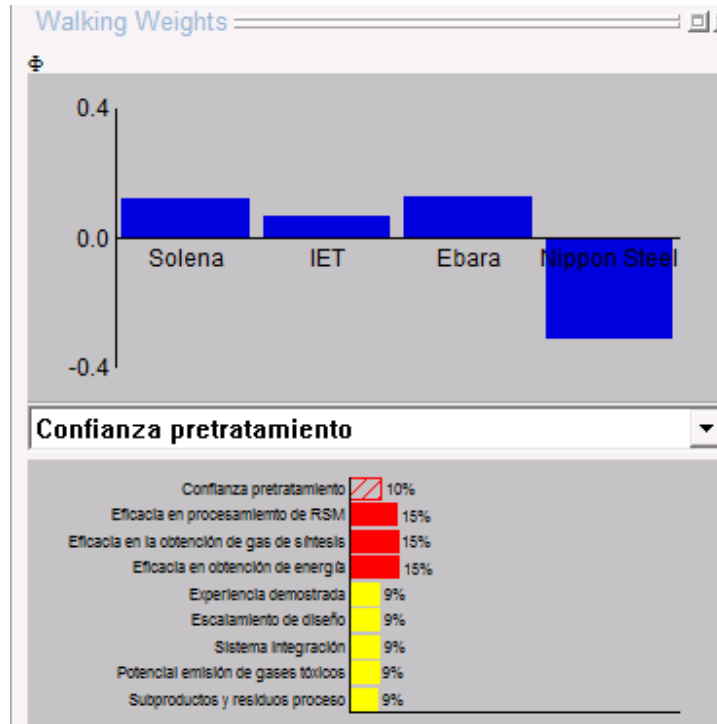 Walking Weights
Φ
0.4
0.0
Solena IET Ebara Nippon Steel
-0.4
Confianza pretratamiento
Confianza pretratamiento 10%
Eficacia en procesamiemto de RSM 15%
Eficacia en la obtención de gas de síntesis 15%
Eficacia en obtención de energía 15%
Experiencia demostrada 9%
Escalamiento de diseño 9%
Sistema Integración 9%
Potencial emisión de gases tóxicos 9%
Subproductos y residuos proceso 9%